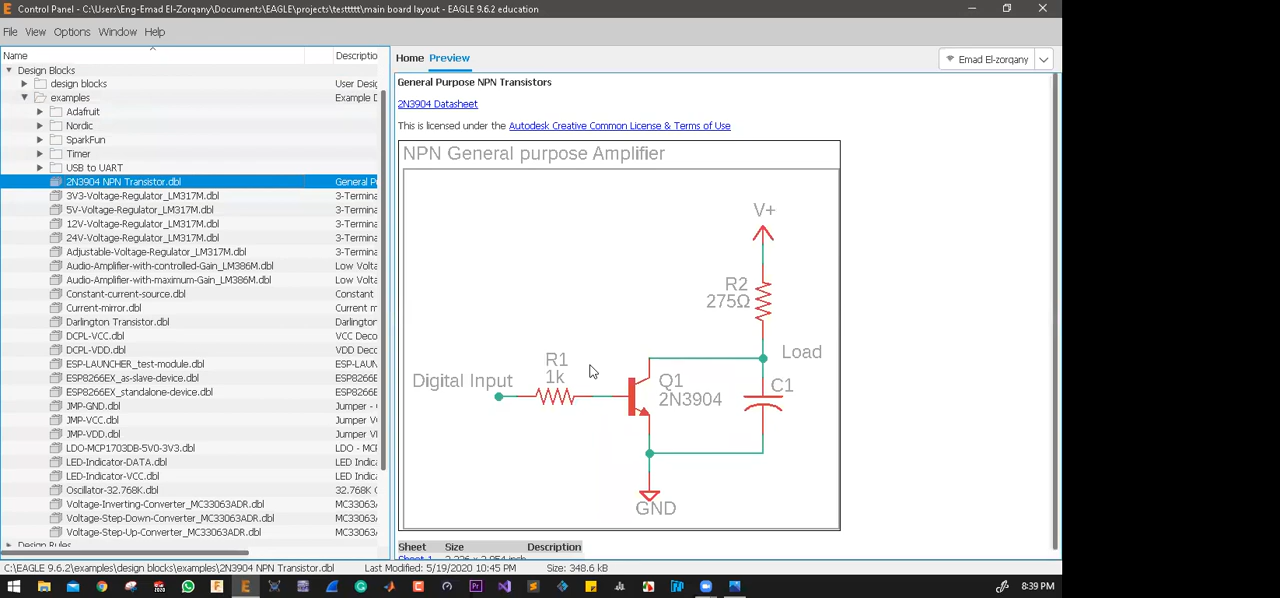 Control Panel - C:\Users\Eng-Emad El-Zorqany\Documents\EAGLE\projects\testtttt\main board layout - EAGLE 9.6.2 education
File View Options Window Help
Name Descriptio
Design Blocks
design blocks User Desig
examples Example D
Adafruit
Nordic
SparkFun
Timer
USB to UART
2N3904 NPN Transistor.dbl General P
3V3-Voltage-Regulator_LM317M.dbl 3-Termina
5V-Voltage-Regulator_LM317M.dbl 3-Termina
12V-Voltage-Regulator_LM317M.dbl 3-Termina
24V-Voltage-Regulator_LM317M.dbl 3-Termina
Adjustable-Voltage-Regulator_LM317M.dbl 3-Termina
Audio-Amplifier-with-controlled-Gain_LM386M.dbl Low Volta
Audio-Amplifier-with-maximum-Gain_LM386M.dbl Low Volta
Constant-current-source.dbl Constant
Current-mirror.dbl Current m
Darlington Transistor.dbl Darlington
DCPL-VCC.dbl VCC Deco
DCPL-VDD.dbl VDD Deco
ESP-LAUNCHER_test-module.dbl ESP-LAUN
ESP8266EX_as-slave-device.dbl ESP8266E
ESP8266EX_standalone-device.dbl ESP8266E
JMP-GND.dbl Jumper - G
JMP-VCC.dbl Jumper - V
JMP-VDD.dbl Jumper - V
LDO-MCP1703DB-5V0-3V3.dbl LDO - MC
LED-Indicator-DATA.dbl LED Indica
LED-Indicator-VCC.dbl LED Indica
Oscillator-32.768K.dbl 32.768K O
Voltage-Inverting-Converter_MC33063ADR.dbl MC33063A
Voltage-Step-Down-Converter_MC33063ADR.dbl MC33063A
Voltage-Step-Up-Converter_MC33063ADR.dbl MC33063A
Design Rules
Home Preview
Emad El-zorqany
General Purpose NPN Transistors
2N3904 Datasheet
This is licensed under the Autodesk Creative Common License & Terms of Use
NPN General purpose Amplifier
V+
R2
275Ω
Load
R1
1k
Digital Input
Q1
2N3904
C1
GND
Sheet Size Description
Sheet 1
C:\EAGLE 9.6.2\examples\design blocks\examples\2N3904 NPN Transistor.dbl Last Modified: 5/19/2020 10:45 PM Size: 348.6 kB
8:39 PM